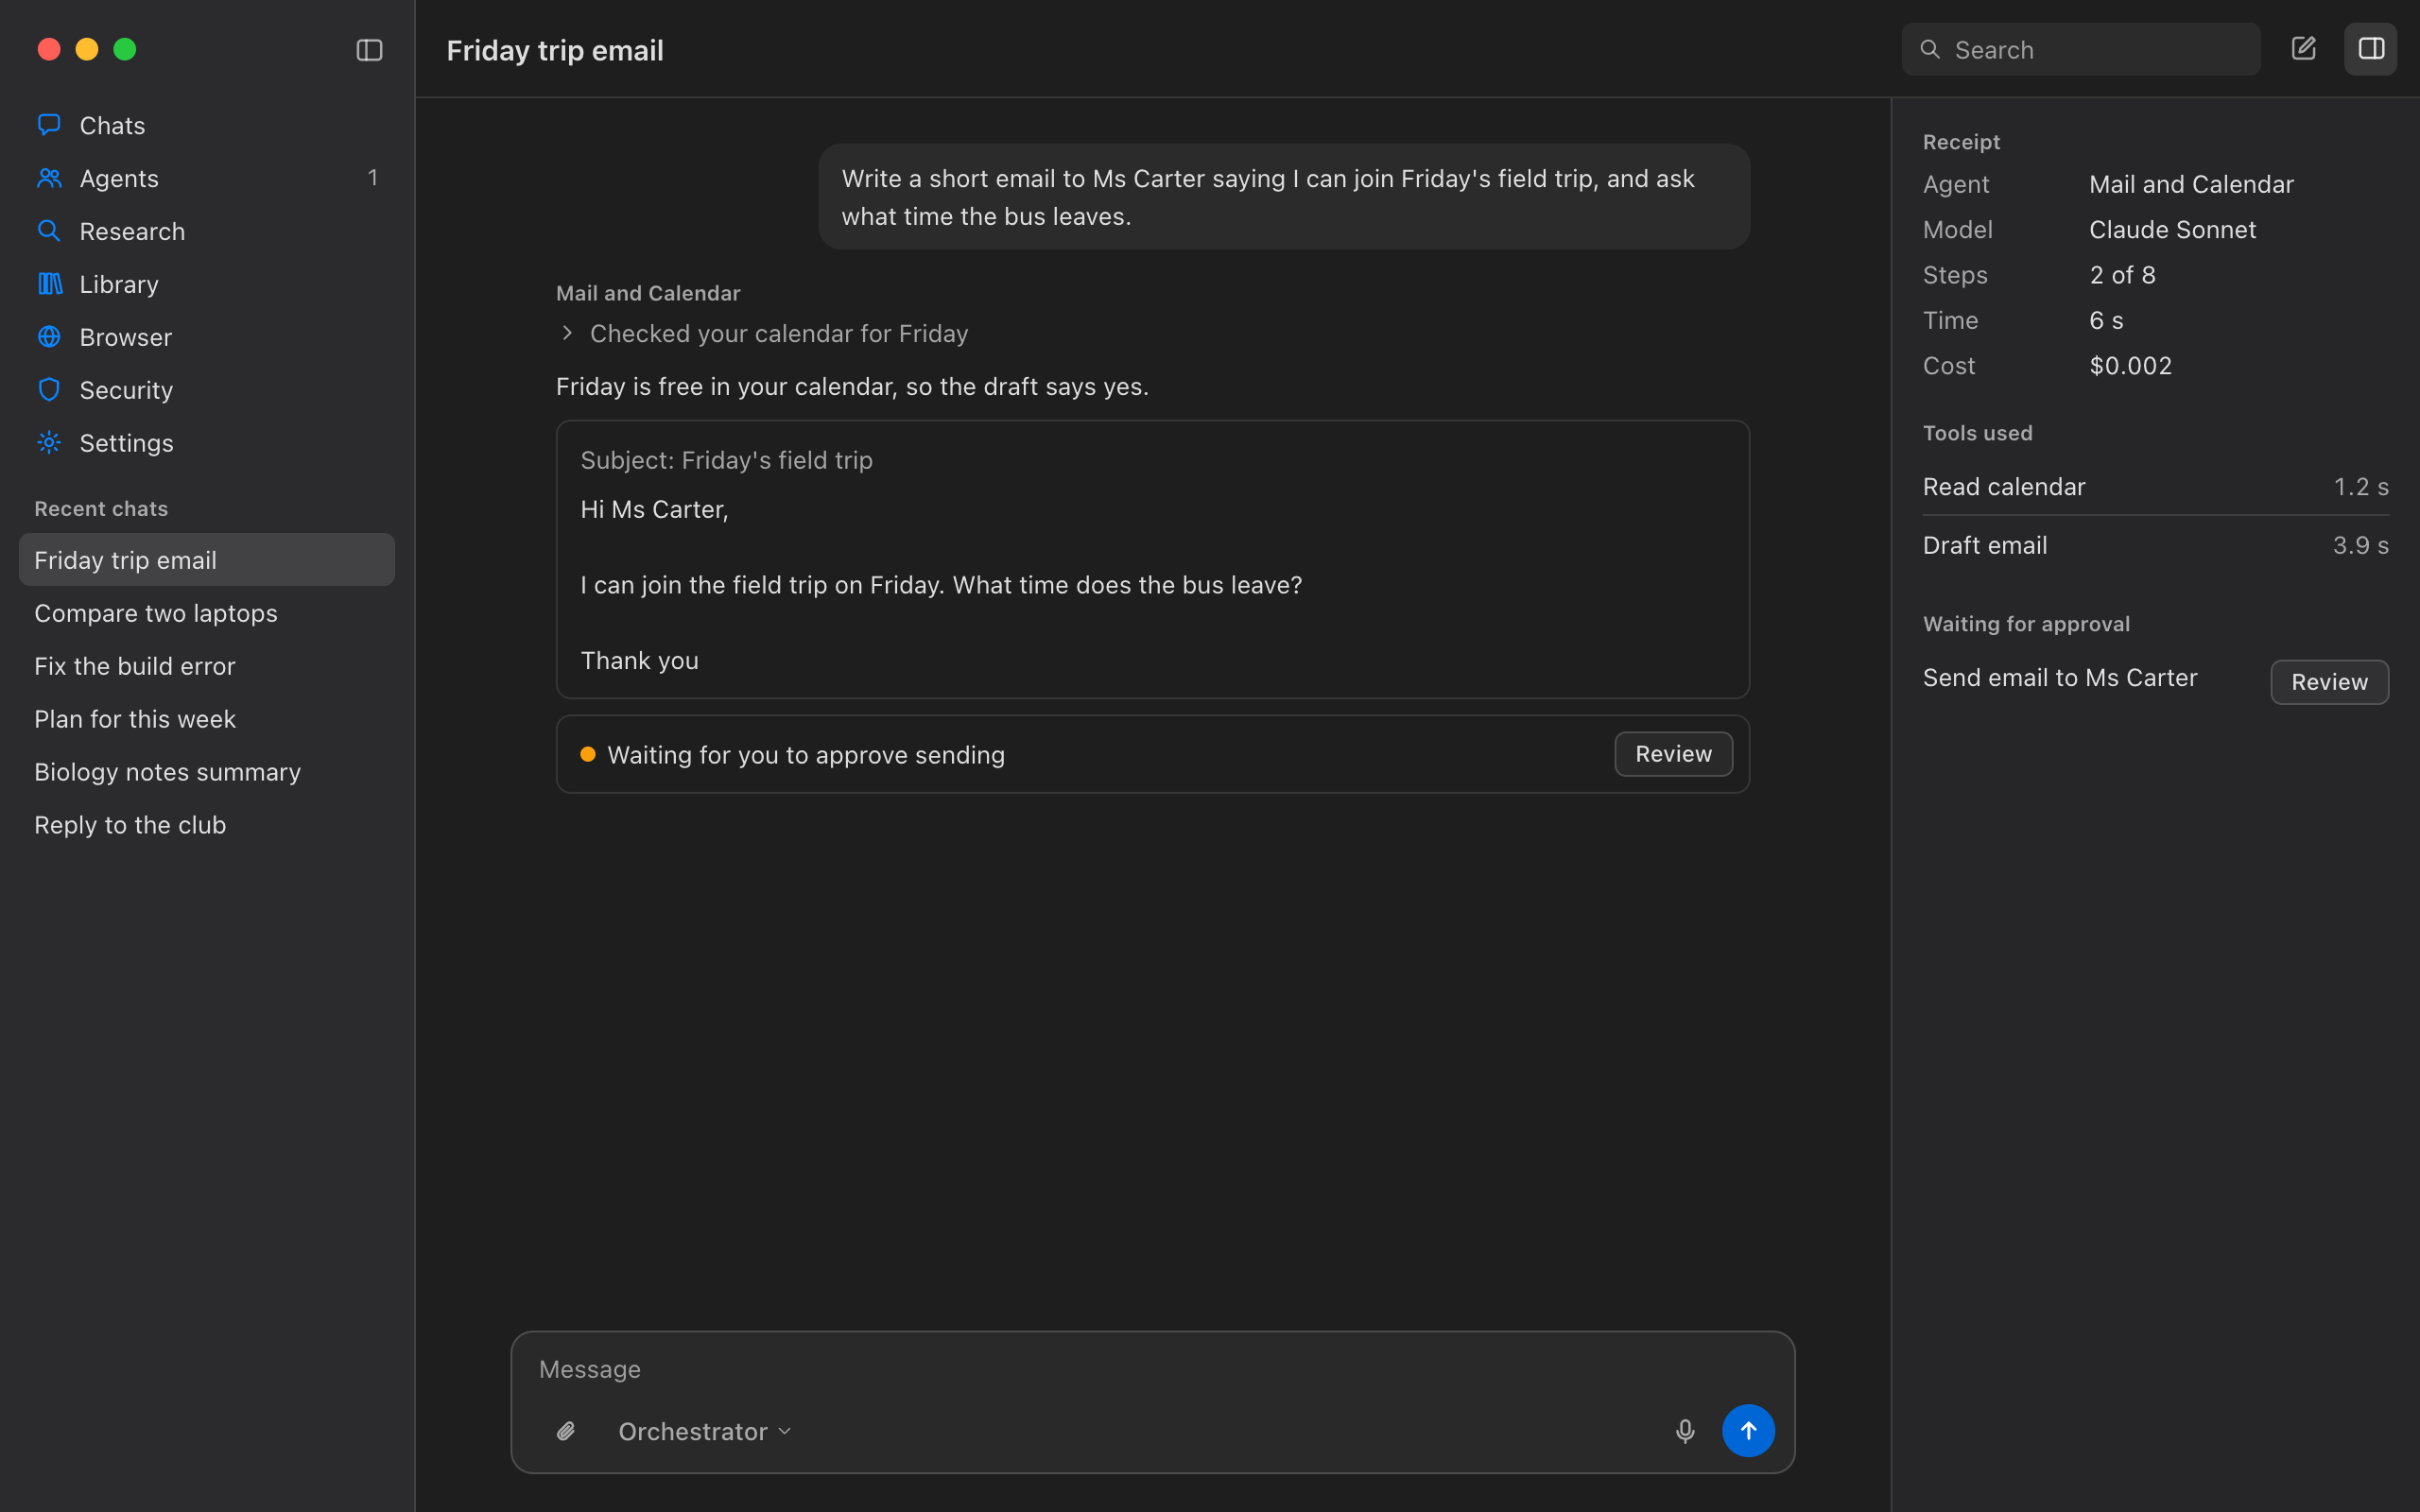 Friday trip email
Search
Chats
Agents 1
Research
Library
Browser
Security
Settings
Recent chats
Friday trip email
Compare two laptops
Fix the build error
Plan for this week
Biology notes summary
Reply to the club
Write a short email to Ms Carter saying I can join Friday's field trip, and ask
what time the bus leaves.
Mail and Calendar
Checked your calendar for Friday
Friday is free in your calendar, so the draft says yes.
Subject: Friday's field trip
Hi Ms Carter,
I can join the field trip on Friday. What time does the bus leave?
Thank you
Waiting for you to approve sending Review
Message
Orchestrator
Receipt
Agent Mail and Calendar
Model Claude Sonnet
Steps 2 of 8
Time 6 s
Cost $0.002
Tools used
Read calendar 1.2 s
Draft email 3.9 s
Waiting for approval
Send email to Ms Carter Review